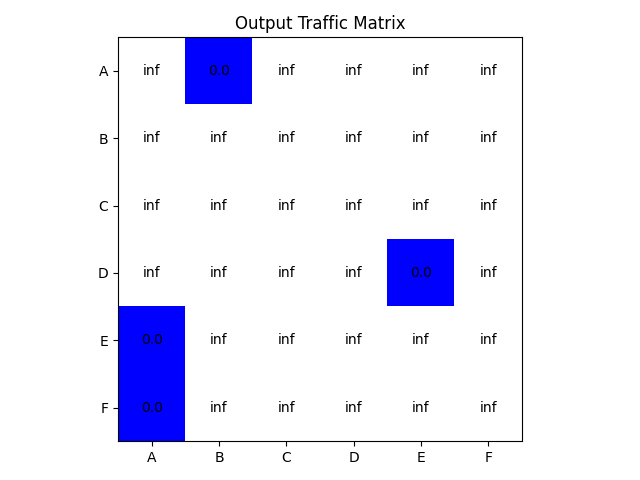 Output Traffic Matrix
A inf 0.0 inf inf inf inf
B inf inf inf inf inf inf
C inf inf inf inf inf inf
D inf inf inf inf 0.0 inf
E 0.0 inf inf inf inf inf
F 0.0 inf inf inf inf inf
A B C D E F